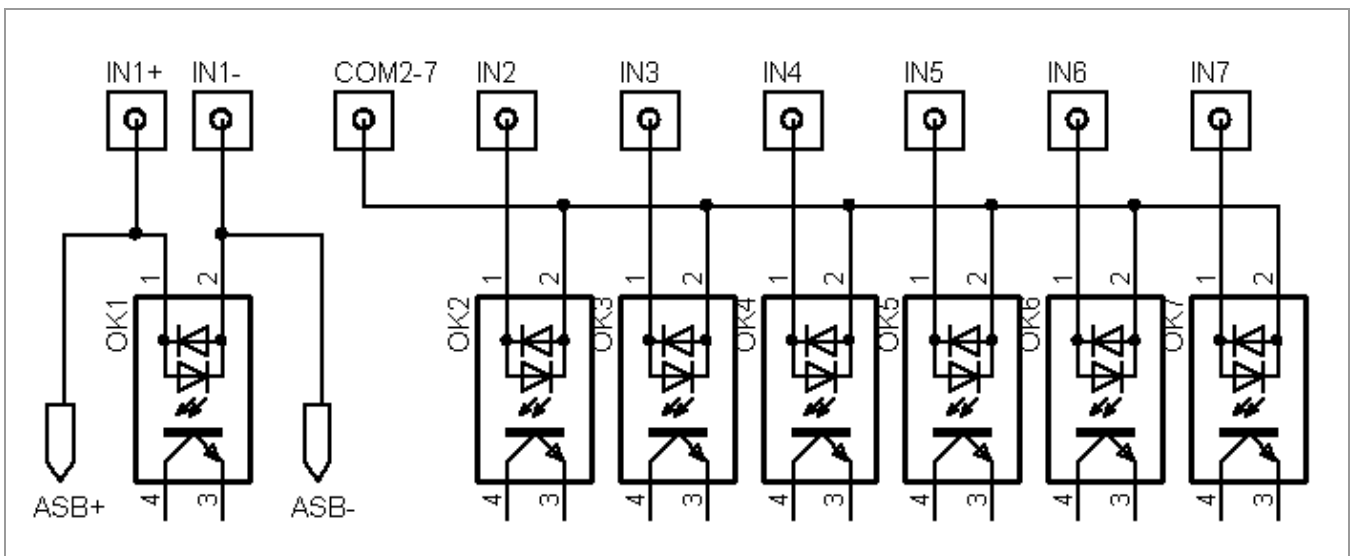 IN1+ IN1- COM2-7 IN2 IN3 IN4 IN5 IN6 IN7
1 2 1 2 1 2 1 2 1 2 1 2 1 2
OK1 OK2 OK3 OK4 OK5 OK6 OK7
4 3 4 3 4 3 4 3 4 3 4 3 4 3
ASB+ ASB-